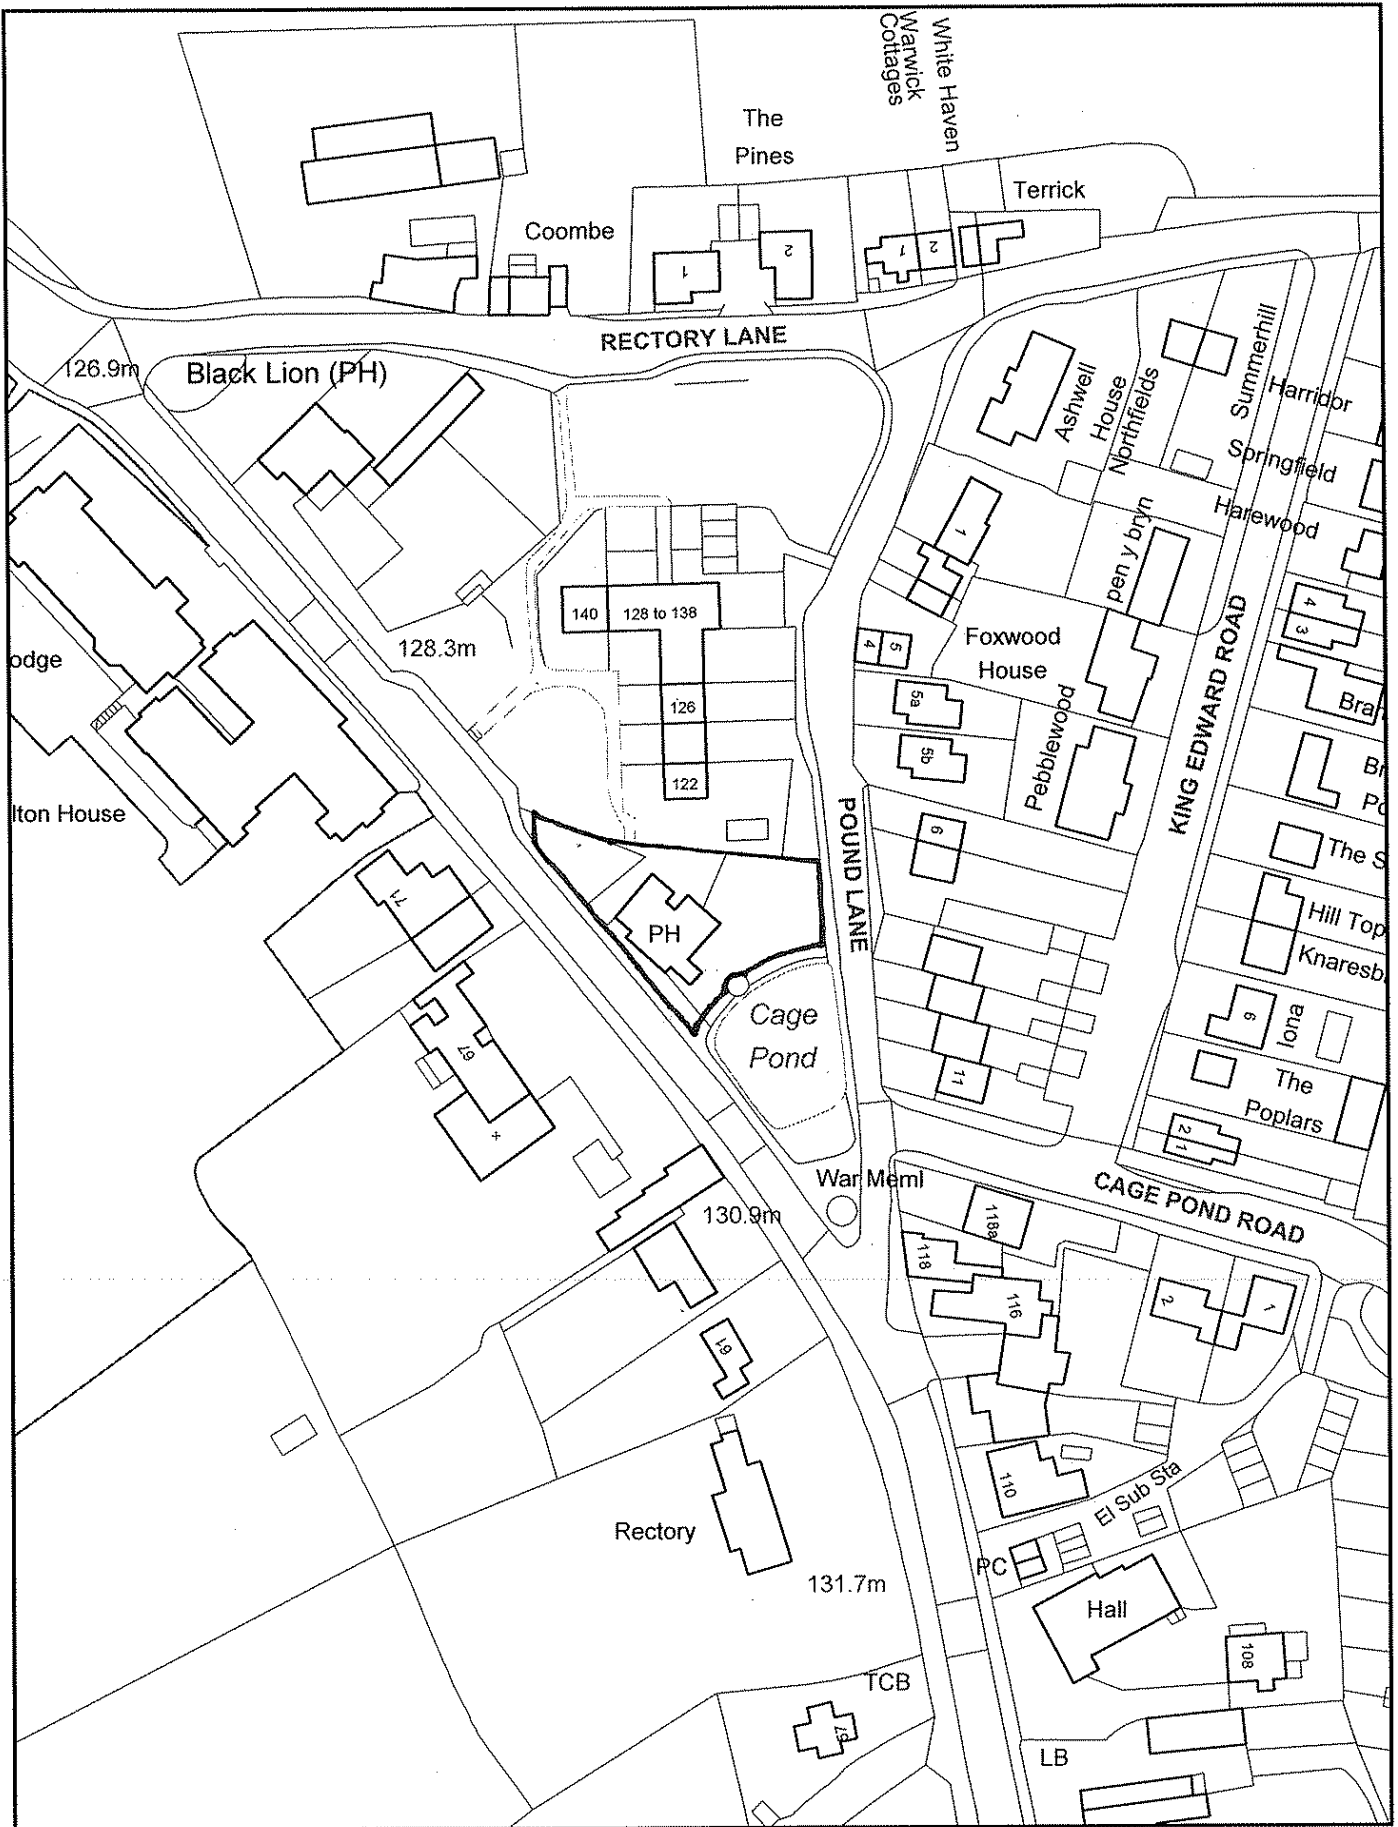 White Haven
Warwick
Cottages
The
Pines
Terrick
Coombe
1
2
1
2
RECTORY LANE
126.9m
Black Lion (PH)
Ashwell
House
Northfields
Summerhill
Harridor
Springfield
Harewood
pen y bryn
1
140
128 to 138
4
5
Foxwood
House
4
3
128.3m
odge
5a
126
5b
Pebblewood
KING EDWARD ROAD
Bran
Br
Po
122
lton House
6
POUND LANE
The S
71
PH
Hill Top
Knaresb
Cage
Pond
6
Iona
67
11
The
Poplars
2
1
War Meml
CAGE POND ROAD
130.9m
118a
118
116
2
1
61
110
El Sub Sta
Rectory
PC
131.7m
Hall
108
TCB
LB